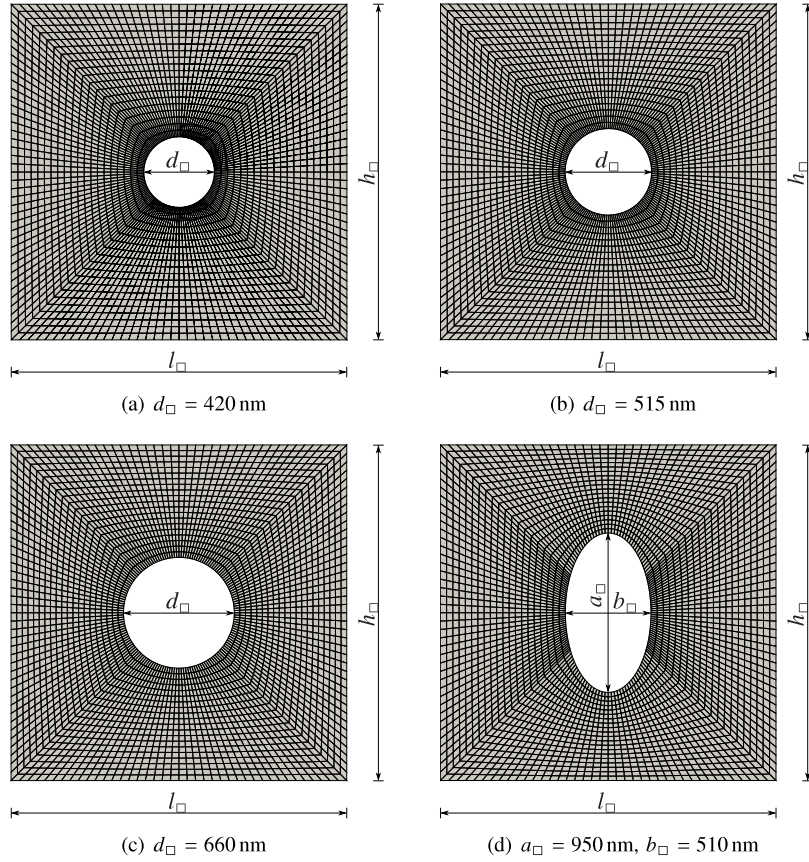 d□
h□
d□
h□
l□
l□
(a) d□ = 420 nm
(b) d□ = 515 nm
d□
h□
a□
b□
h□
l□
l□
(c) d□ = 660 nm
(d) a□ = 950 nm, b□ = 510 nm